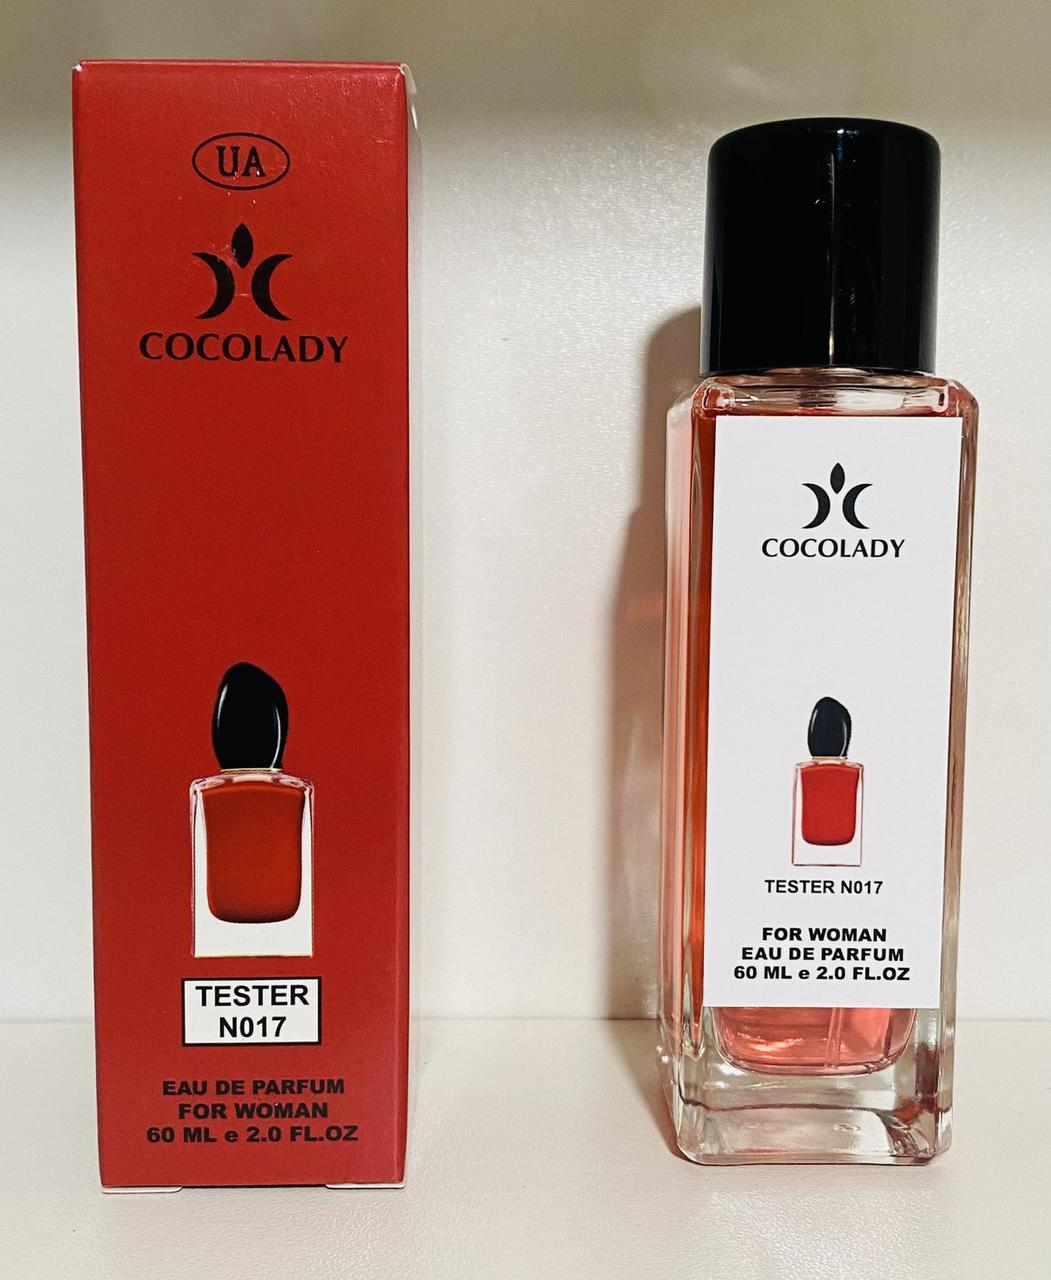 UA
COCOLADY
TESTER
N017
EAU DE PARFUM
FOR WOMAN
60 ML e 2.0 FL.OZ
COCOLADY
TESTER N017
FOR WOMAN
EAU DE PARFUM
60 ML e 2.0 FL.OZ